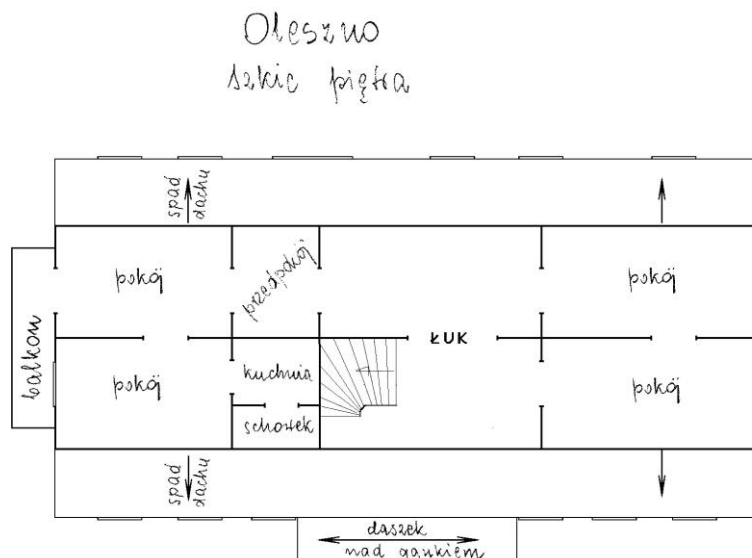 Oleszno
szkic piętra
spad
dachu
pokój
przedpokój
pokój
balkon
ŁUK
pokój
kuchnia
pokój
schowek
spad
dachu
daszek
nad gankiem